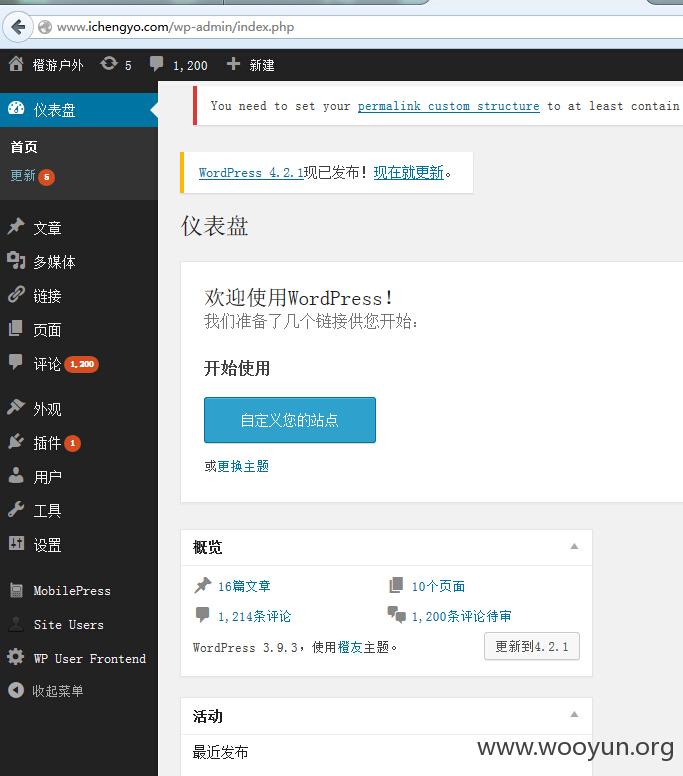 www.ichengyo.com/wp-admin/index.php
橙游户外 5 1,200 新建
仪表盘
首页
更新 5
文章
多媒体
链接
页面
评论 1,200
外观
插件 1
用户
工具
设置
MobilePress
Site Users
WP User Frontend
收起菜单
You need to set your permalink custom structure to at least contain
WordPress 4.2.1现已发布！现在就更新。
仪表盘
欢迎使用WordPress！
我们准备了几个链接供您开始：
开始使用
自定义您的站点
或更换主题
概览
16篇文章 10个页面
1,214条评论 1,200条评论待审
WordPress 3.9.3，使用橙友主题。 更新到4.2.1
活动
最近发布
www.wooyun.org